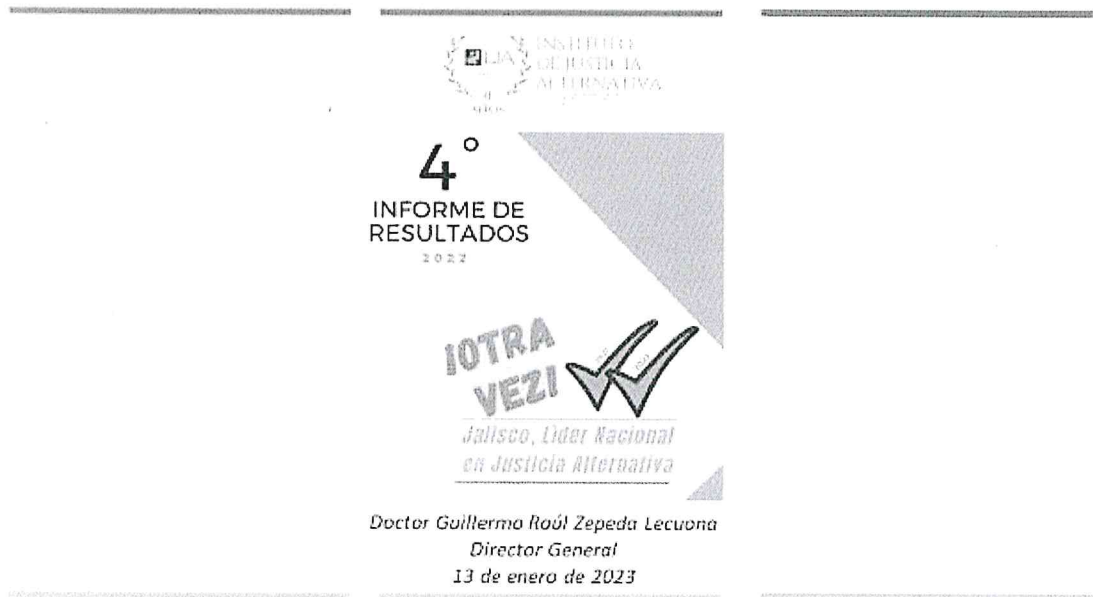 IJA
INSTITUTO
DE JUSTICIA
ALTERNATIVA
4°
INFORME DE
RESULTADOS
2022
¡OTRA
VEZ!
Jalisco, Líder Nacional
en Justicia Alternativa
Doctor Guillermo Raúl Zepeda Lecuona
Director General
13 de enero de 2023